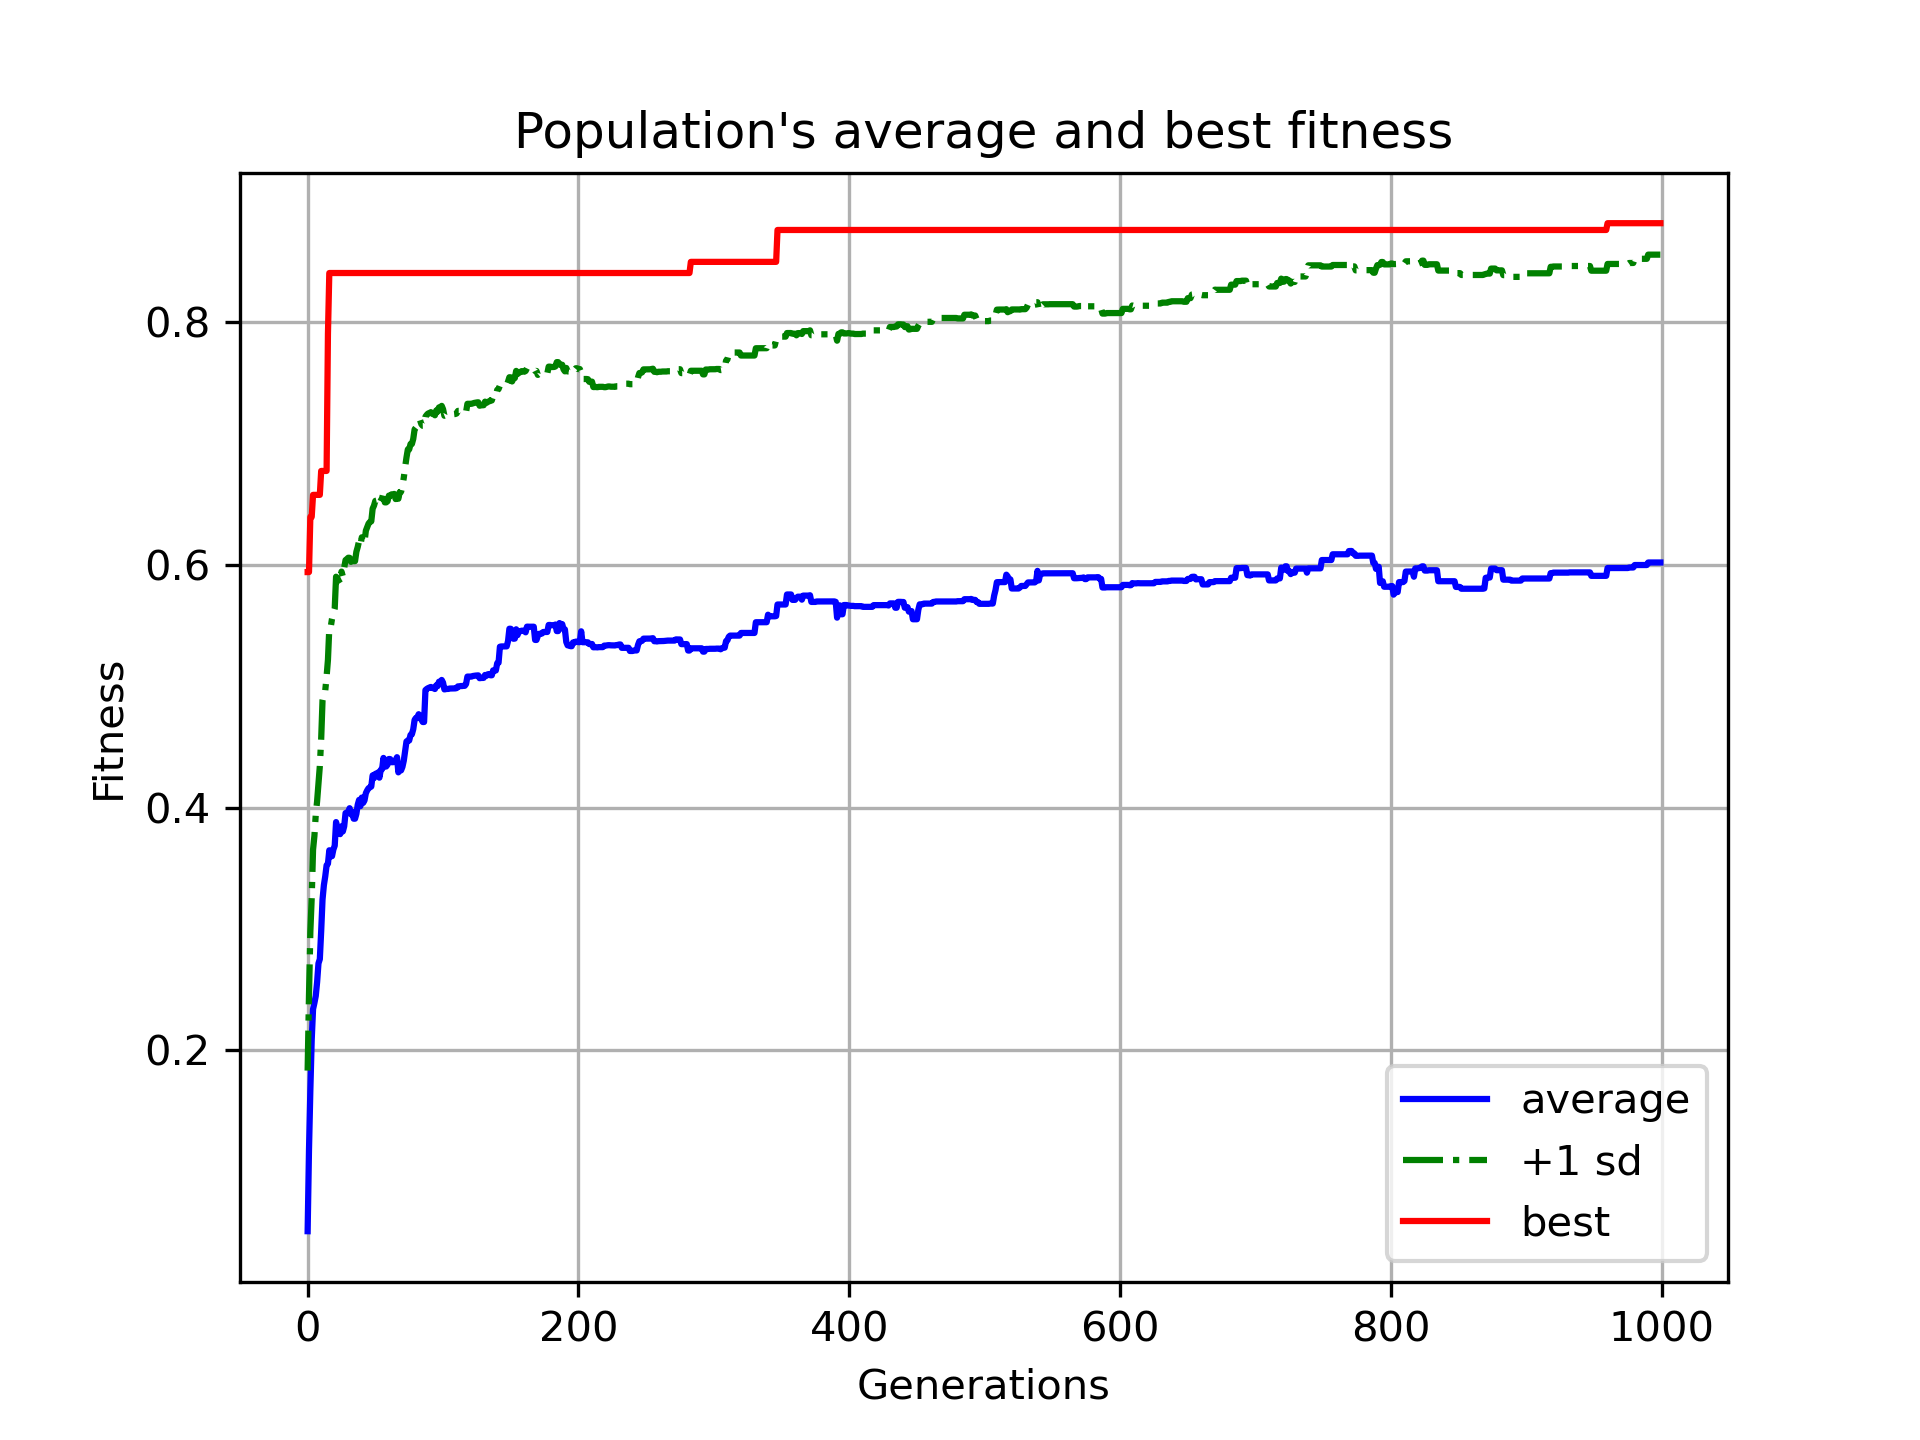 Population's average and best fitness
Fitness
0.8
0.6
0.4
0.2
average
+1 sd
best
0 200 400 600 800 1000
Generations